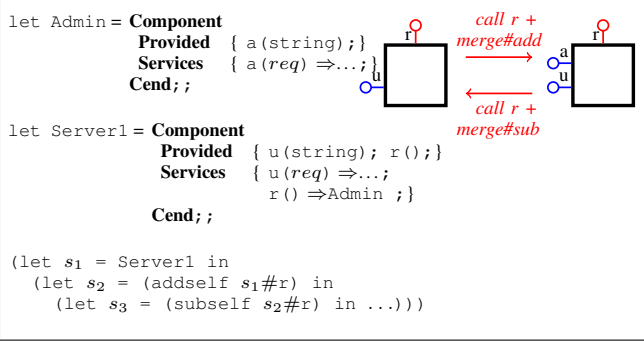 let Admin = Component
Provided { a(string);}
Services { a(req) ⇒...;}
Cend;;
r
u
call r +
merge#add
r
a
u
call r +
merge#sub
let Server1 = Component
Provided { u(string); r();}
Services { u(req) ⇒...;
r() ⇒Admin ;}
Cend;;
(let s₁ = Server1 in
(let s₂ = (addself s₁#r) in
(let s₃ = (subself s₂#r) in ...)))